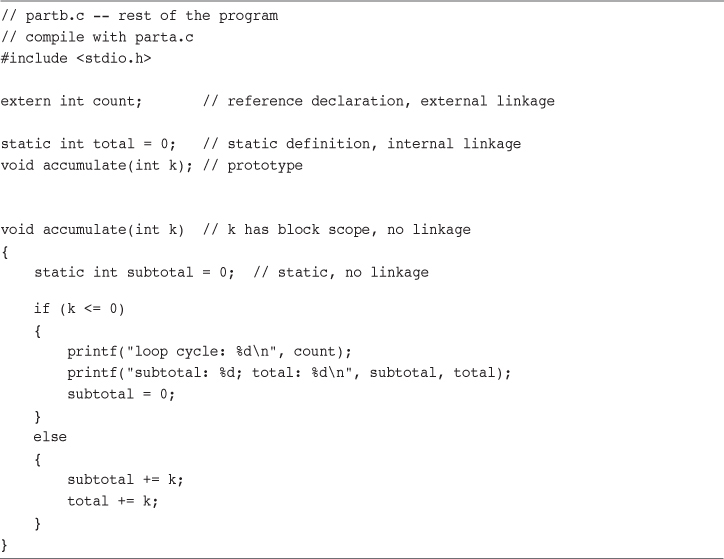 // partb.c -- rest of the program
// compile with parta.c
#include <stdio.h>

extern int count;       // reference declaration, external linkage

static int total = 0;   // static definition, internal linkage
void accumulate(int k); // prototype


void accumulate(int k)  // k has block scope, no linkage
{
    static int subtotal = 0;  // static, no linkage

    if (k <= 0)
    {
        printf("loop cycle: %d\n", count);
        printf("subtotal: %d; total: %d\n", subtotal, total);
        subtotal = 0;
    }
    else
    {
        subtotal += k;
        total += k;
    }
}